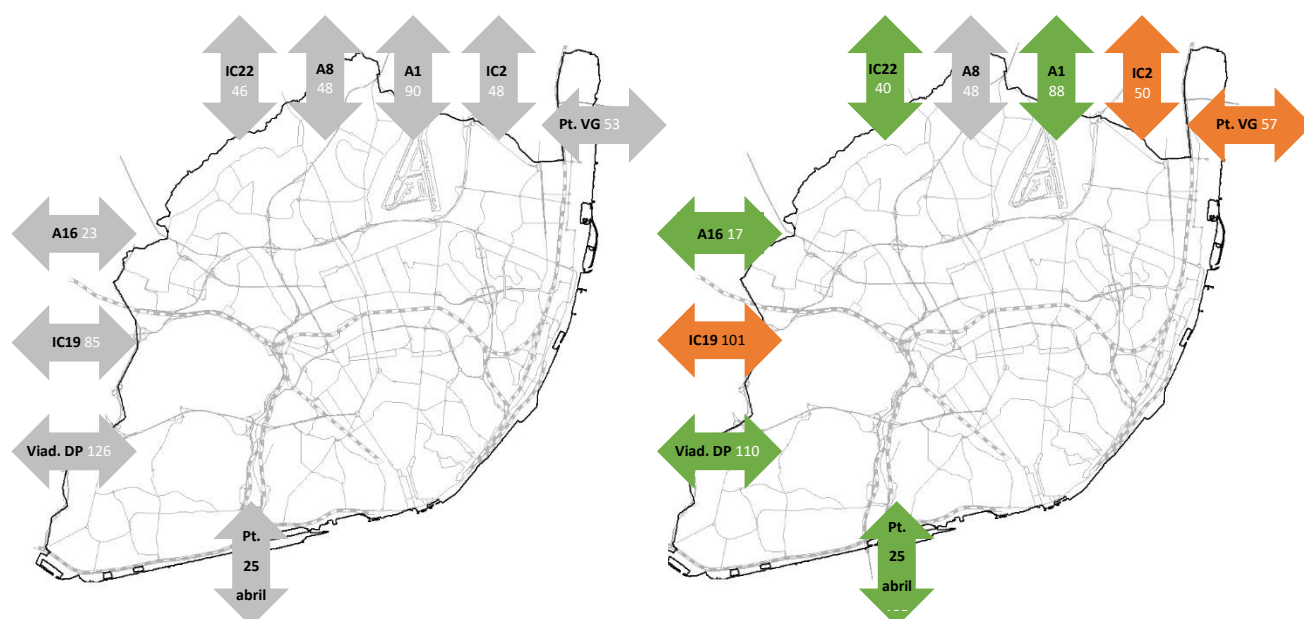 IC22
46
A8
48
A1
90
IC2
48
Pt. VG 53
A16 23
IC19 85
Viad. DP 126
Pt.
25
abril
IC22
40
A8
48
A1
88
IC2
50
Pt. VG 57
A16 17
IC19 101
Viad. DP 110
Pt.
25
abril